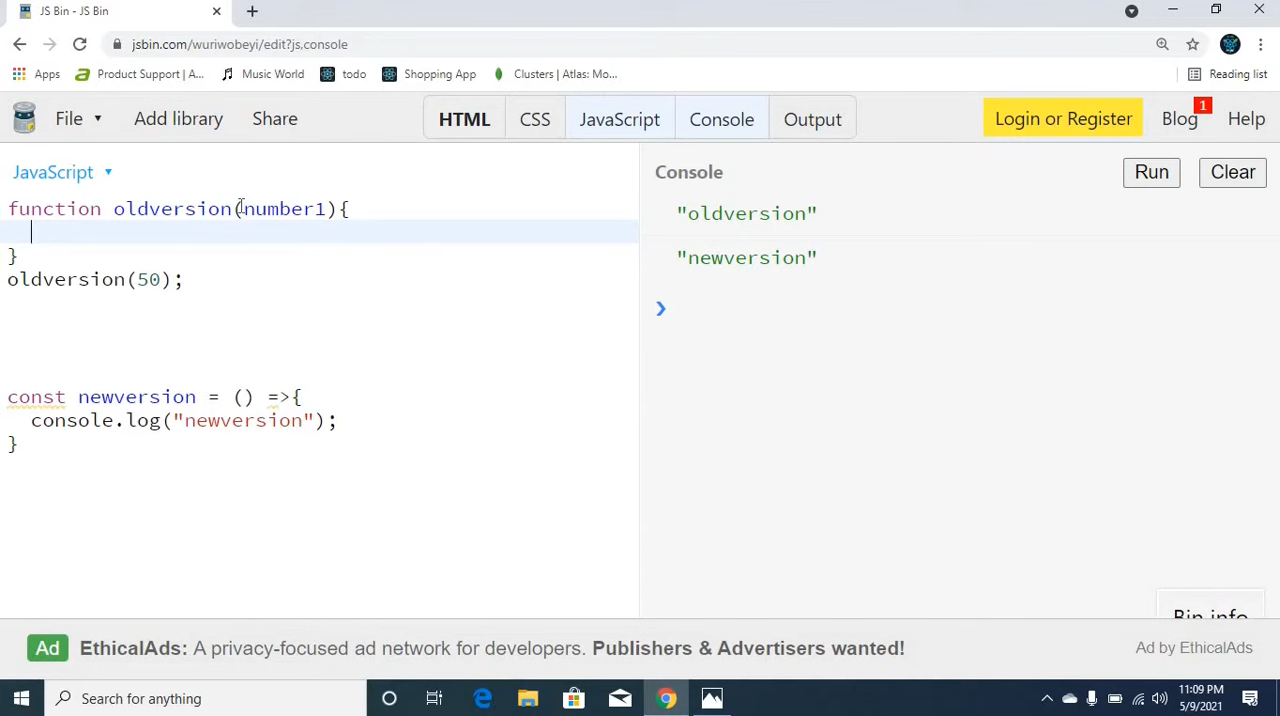 JS Bin - JS Bin
jsbin.com/wuriwobeyi/edit?js,console
Apps Product Support | A... Music World todo Shopping App Clusters | Atlas: Mo... Reading list
File Add library Share HTML CSS JavaScript Console Output Login or Register Blog 1 Help
JavaScript
function oldversion(number1){
}
oldversion(50);
const newversion = () =>{
console.log("newversion");
}
Console Run Clear
"oldversion"
"newversion"
Bin info
Ad EthicalAds: A privacy-focused ad network for developers. Publishers & Advertisers wanted! Ad by EthicalAds
Search for anything
11:09 PM
5/9/2021